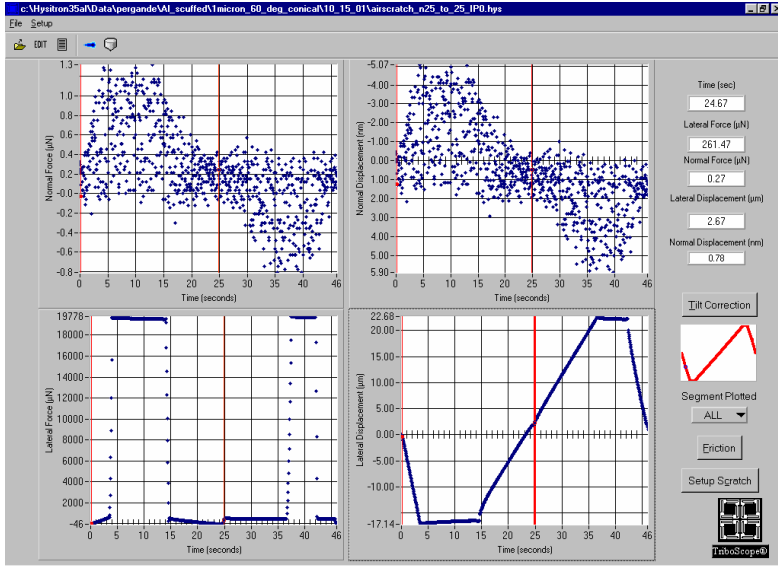 c:\Hysitron35al\Data\pergande\Al_scuffed\1micron_60_deg_conical\10_15_01\airscratch_n25_to_25_IP0.hys
File Setup
EDIT
1.3
1.0
0.8
0.6
0.4
0.2
-0.0
-0.2
-0.4
-0.6
-0.8
Normal Force (µN)
0 5 10 15 20 25 30 35 40 46
Time (seconds)
-5.07
-4.00
-3.00
-2.00
-1.00
0.00
1.00
2.00
3.00
4.00
5.00
5.90
Normal Displacement (nm)
0 5 10 15 20 25 30 35 40 46
Time (seconds)
19778
18000
16000
14000
12000
10000
8000
6000
4000
2000
-46
Lateral Force (µN)
0 5 10 15 20 25 30 35 40 46
Time (seconds)
22.68
20.00
15.00
10.00
5.00
0.00
-5.00
-10.00
-17.14
Lateral Displacement (µm)
0 5 10 15 20 25 30 35 40 46
Time (seconds)
Time (sec)
24.67
Lateral Force (µN)
261.47
Normal Force (µN)
0.27
Lateral Displacement (µm)
2.67
Normal Displacement (nm)
0.78
Tilt Correction
Segment Plotted
ALL
Friction
Setup Scratch
TriboScope®